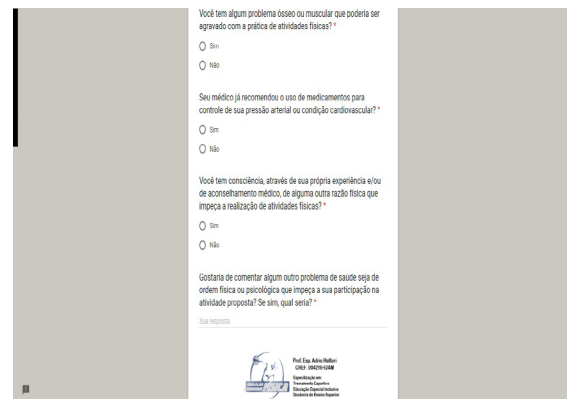 Você tem algum problema ósseo ou muscular que poderia ser
agravado com a prática de atividades físicas? *
Sim
Não
Seu médico já recomendou o uso de medicamentos para
controle de sua pressão arterial ou condição cardiovascular? *
Sim
Não
Você tem consciência, através de sua própria experiência e/ou
de aconselhamento médico, de alguma outra razão física que
impeça a realização de atividades físicas? *
Sim
Não
Gostaria de comentar algum outro problema de saude seja de
ordem física ou psicológica que impeça a sua participação na
atividade proposta? Se sim, qual seria? *
Sua resposta
Prof. Esp. Adrio Hattori
Especialização em:
Treinamento Esportivo
Educação Especial Inclusiva
Docência do Ensino Superior